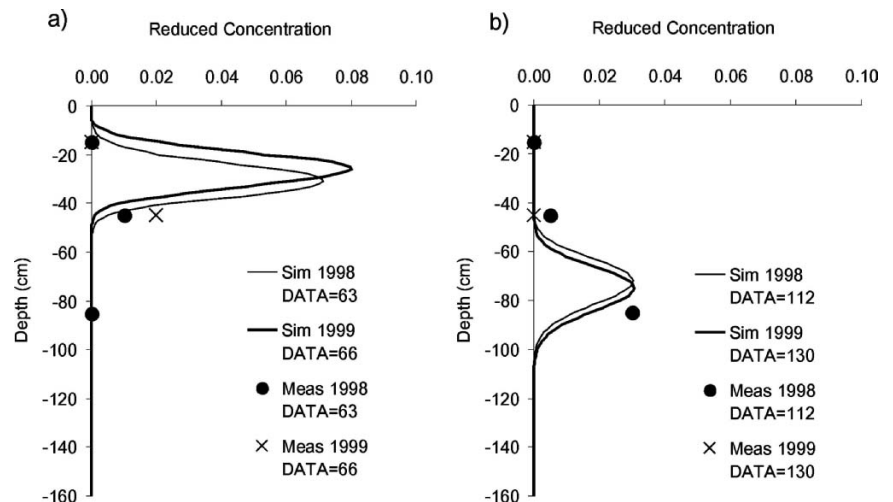 a)
Reduced Concentration
0.00 0.02 0.04 0.06 0.08 0.10
0
-20
-40
-60
-80
-100
-120
-140
-160
Depth (cm)
Sim 1998
DATA=63
Sim 1999
DATA=66
Meas 1998
DATA=63
Meas 1999
DATA=66
b)
Reduced Concentration
0.00 0.02 0.04 0.06 0.08 0.10
0
-20
-40
-60
-80
-100
-120
-140
-160
Depth (cm)
Sim 1998
DATA=112
Sim 1999
DATA=130
Meas 1998
DATA=112
Meas 1999
DATA=130